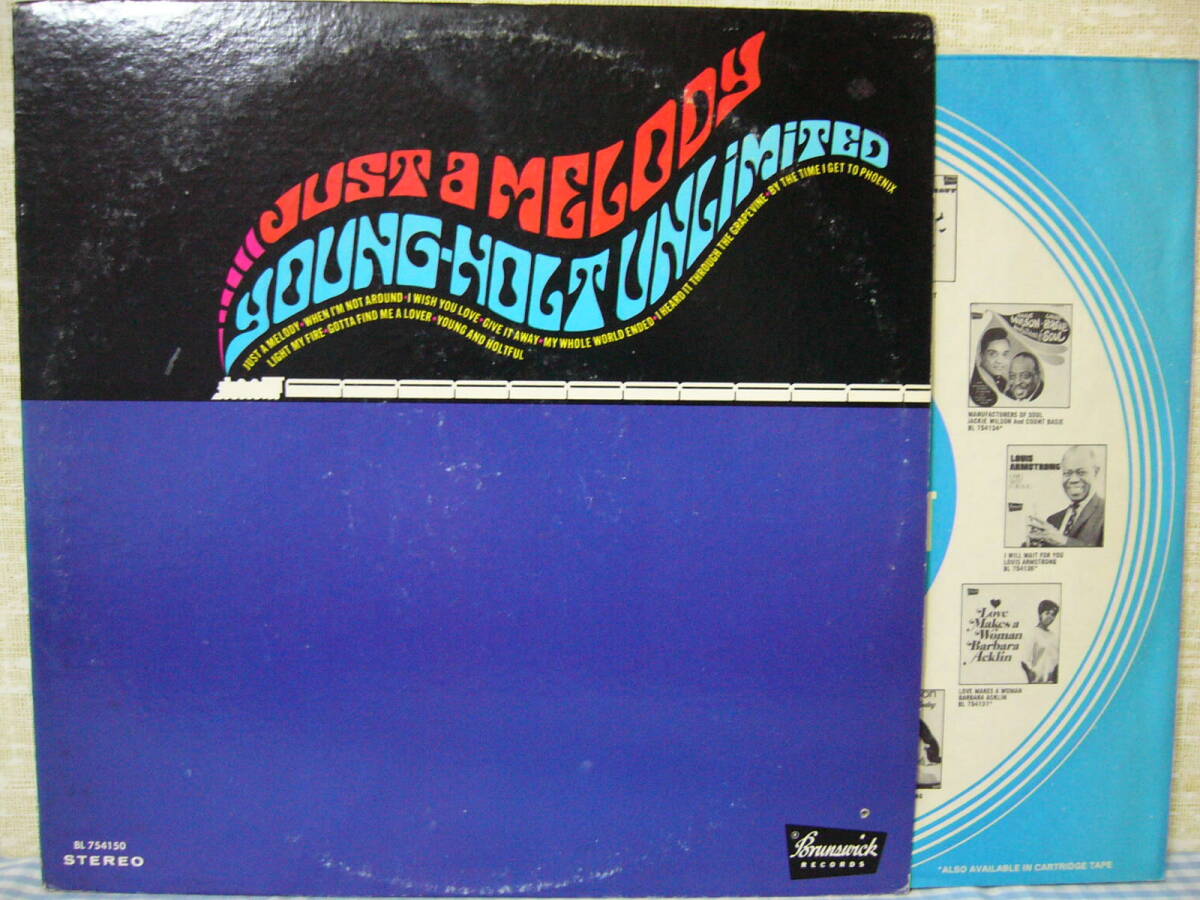 JUST a MELODY
YOUNG-HOLT UNLiMiTED
JUST A MELODY • WHEN I'M NOT AROUND • I WISH YOU LOVE • GIVE IT AWAY • MY WHOLE WORLD ENDED • I HEARD IT THROUGH THE GRAPEVINE • BY THE TIME I GET TO PHOENIX
LIGHT MY FIRE • GOTTA FIND ME A LOVER • YOUNG AND HOLTFUL
BL 754150
STEREO
®
Brunswick
RECORDS
MANUFACTURERS OF SOUL
JACKIE WILSON And COUNT BASIE
BL 754134*
LOUIS
ARMSTRONG
I WILL WAIT FOR YOU
LOUIS ARMSTRONG
BL 754136*
Love
Makes a
Woman
Barbara
Acklin
LOVE MAKES A WOMAN
BARBARA ACKLIN
BL 754137*
*ALSO AVAILABLE IN CARTRIDGE TAPE